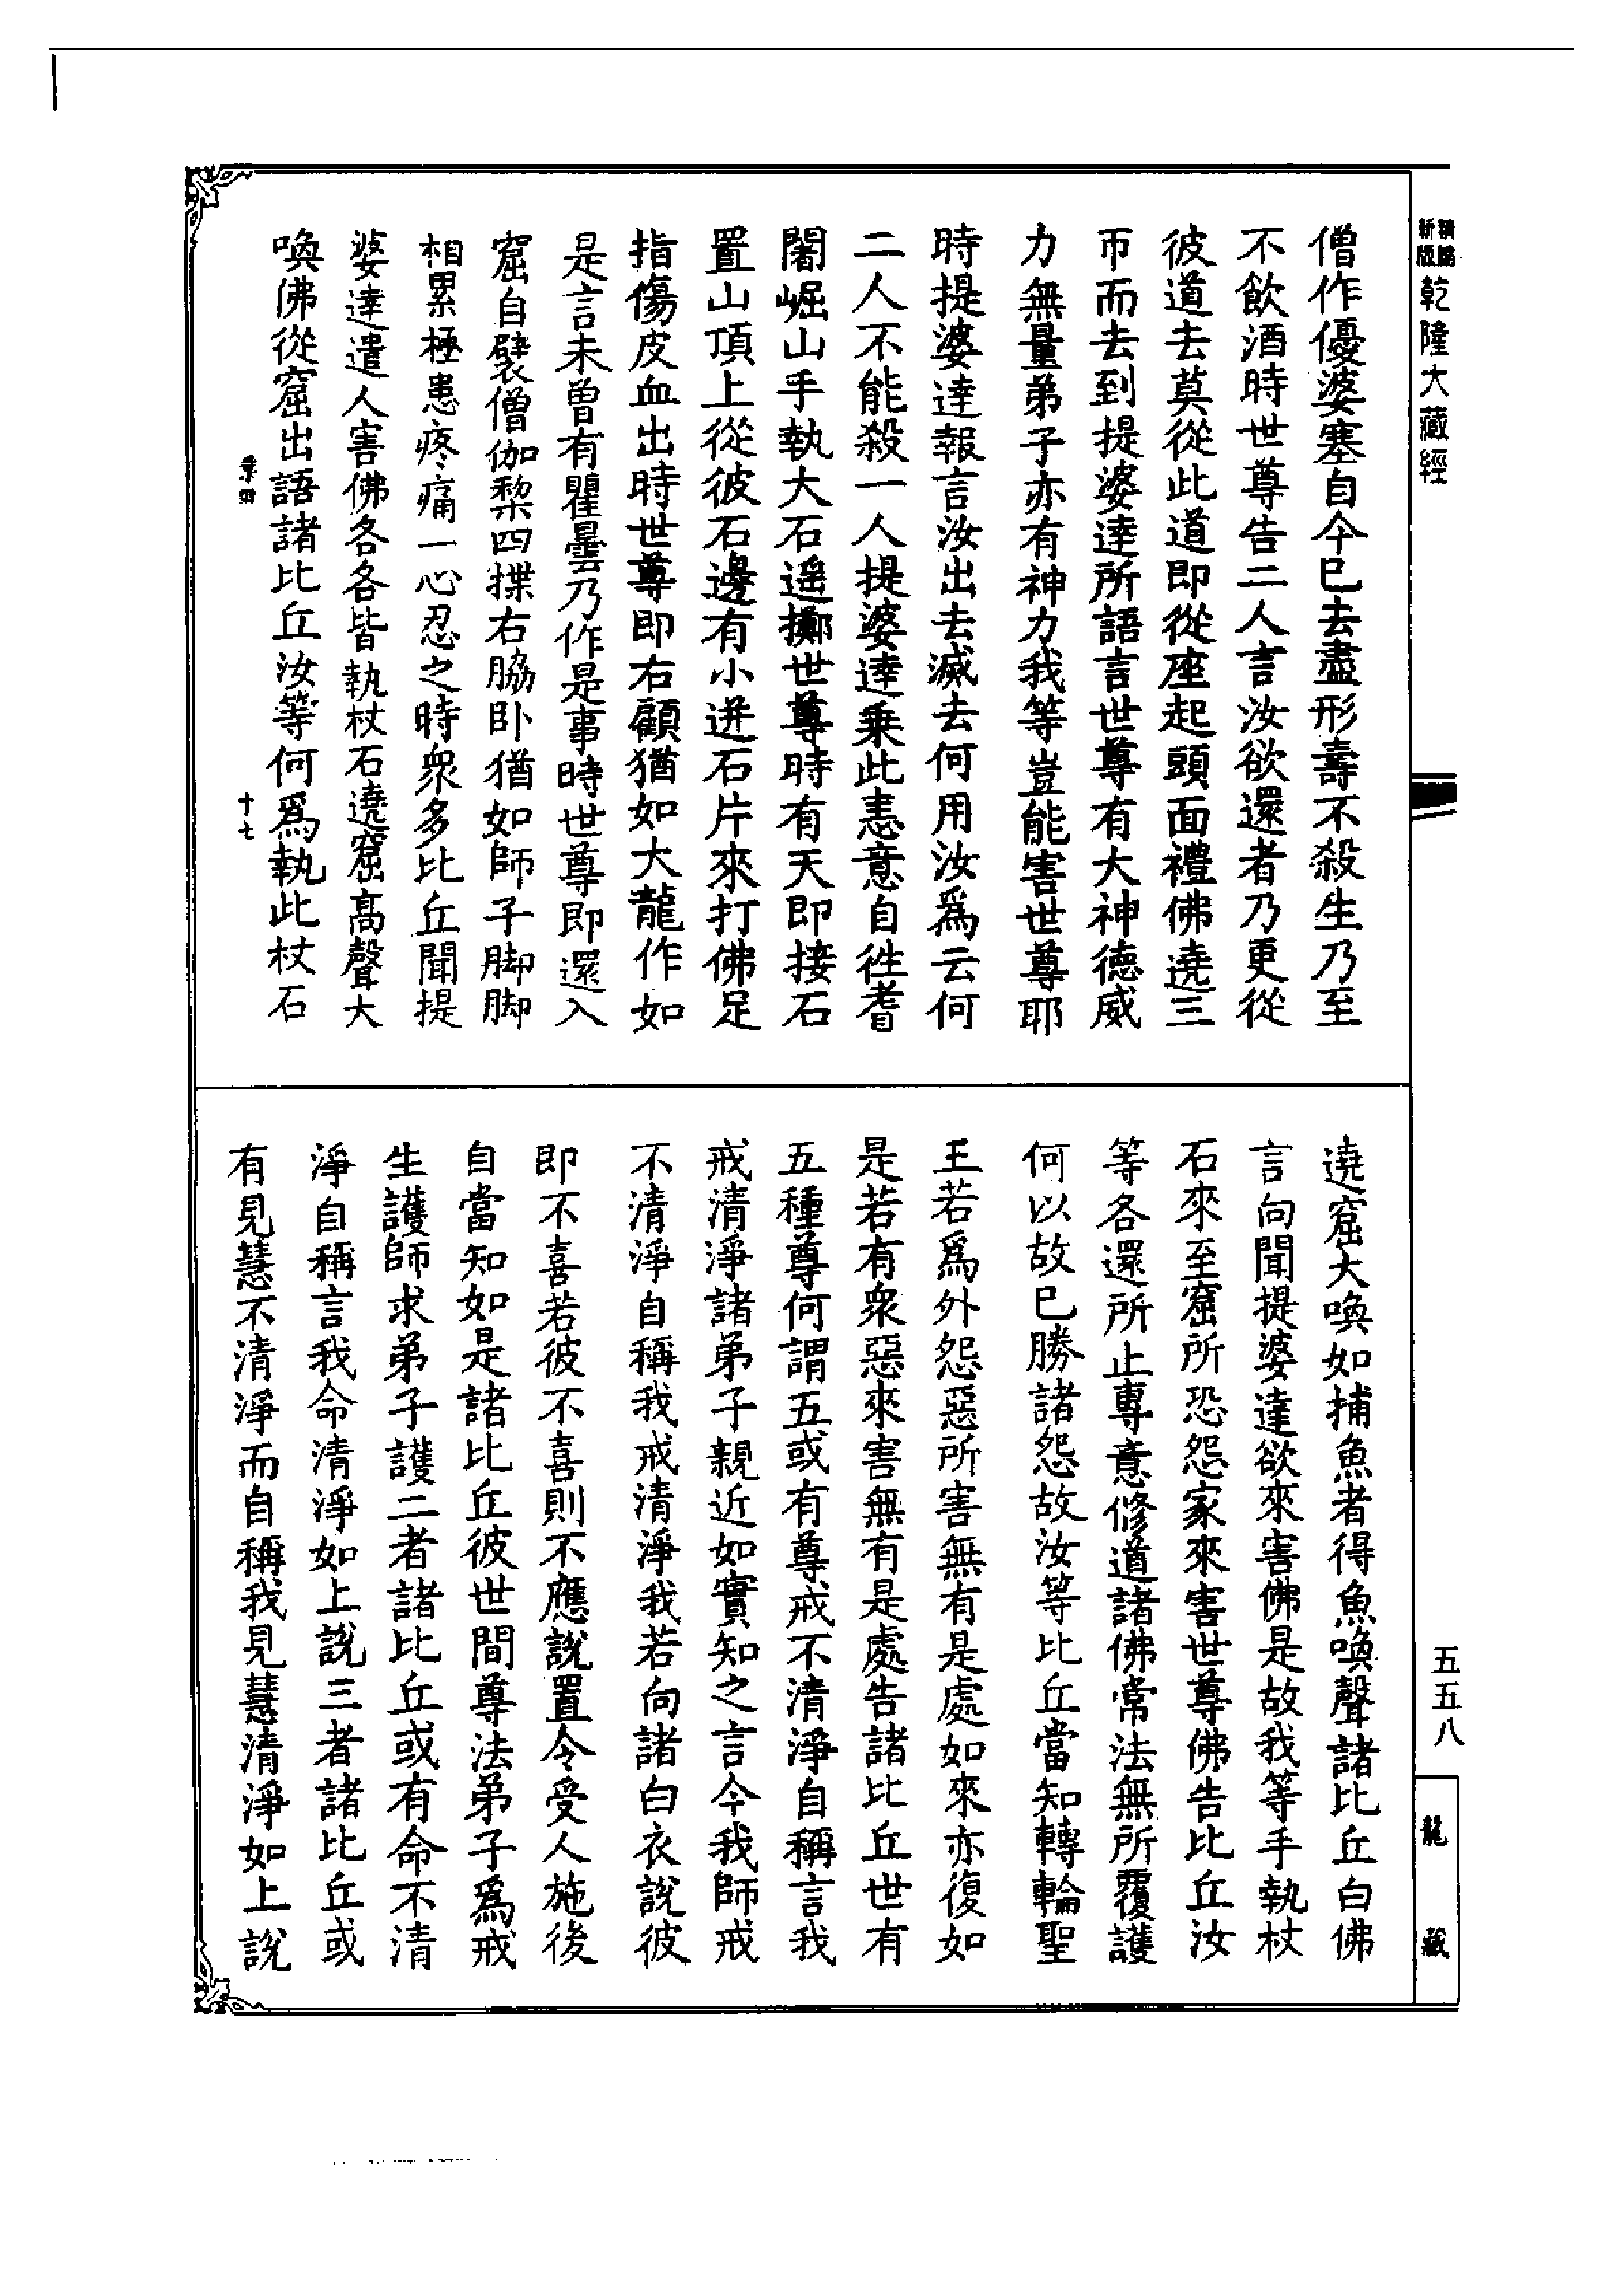 新版
乾隆大藏經
僧作優婆塞自今已去盡形壽不殺生乃至
不飲酒時世尊告二人言汝欲還者乃更從
彼道去莫從此道即從座起頭面禮佛遶三
帀而去到提婆達所語言世尊有大神德威
力無量弟子亦有神力我等豈能害世尊耶
時提婆達報言汝出去滅去何用汝爲云何
二人不能殺一人提婆達乗此恚意自徃耆
闍崛山手執大石遥擲世尊時有天即接石
置山頂上從彼石邊有小迸石片來打佛足
指傷皮血出時世尊即右顧猶如大龍作如
是言未曾有瞿曇乃作是事時世尊即還入
窟自襞僧伽棃四揲右脇卧猶如師子脚脚
相累極患疼痛一心忍之時衆多比丘聞提
婆達遣人害佛各各皆執杖石遶窟高聲大
喚佛從窟出語諸比丘汝等何爲執此杖石
十七
遶窟大喚如捕魚者得魚喚聲諸比丘白佛
言向聞提婆達欲來害佛是故我等手執杖
石來至窟所恐怨家來害世尊佛告比丘汝
等各還所止專意修道諸佛常法無所覆護
何以故已勝諸怨故汝等比丘當知轉輪聖
王若爲外怨惡所害無有是處如來亦復如
是若有衆惡來害無有是處告諸比丘世有
五種尊何謂五或有尊戒不清淨自稱言我
戒清淨諸弟子親近如實知之言今我師戒
不清淨自稱我戒清淨我若向諸白衣說彼
即不喜若彼不喜則不應說置令受人施後
自當知如是諸比丘彼世間尊法弟子爲戒
生護師求弟子護二者諸比丘或有命不清
淨自稱言我命清淨如上說三者諸比丘或
有見慧不清淨而自稱我見慧清淨如上說
五五八
龍藏